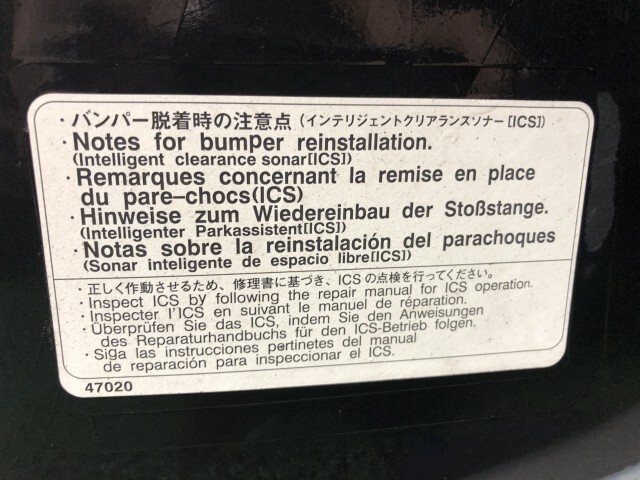 ・バンパー脱着時の注意点（インテリジェントクリアランスソナー[ICS]）
・Notes for bumper reinstallation.
(Intelligent clearance sonar[ICS])
・Remarques concernant la remise en place
du pare-chocs(ICS)
・Hinweise zum Wiedereinbau der Stoßstange.
(Intelligenter Parkassistent[ICS])
・Notas sobre la reinstalación del parachoques
(Sonar inteligente de espacio libre[ICS])
・正しく作動させるため、修理書に基づき、ICSの点検を行ってください。
・Inspect ICS by following the repair manual for ICS operation.
・Inspecter l'ICS en suivant le manuel de réparation.
・Überprüfen Sie das ICS, indem Sie den Anweisungen
des Reparaturhandbuchs für den ICS-Betrieb folgen.
・Siga las instrucciones pertinetes del manual
de reparación para inspeccionar el ICS.
47020